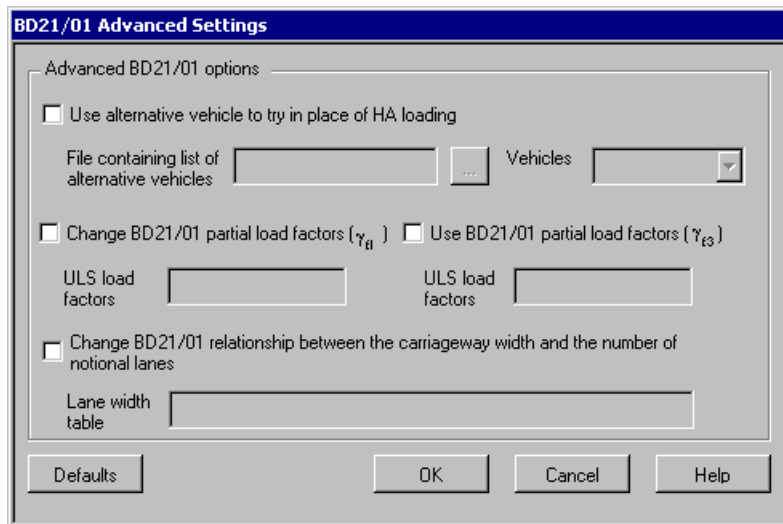 BD21/01 Advanced Settings
Advanced BD21/01 options
Use alternative vehicle to try in place of HA loading
File containing list of
alternative vehicles
...
Vehicles
Change BD21/01 partial load factors (γf1 )
Use BD21/01 partial load factors (γf3 )
ULS load
factors
ULS load
factors
Change BD21/01 relationship between the carriageway width and the number of
notional lanes
Lane width
table
Defaults
OK
Cancel
Help